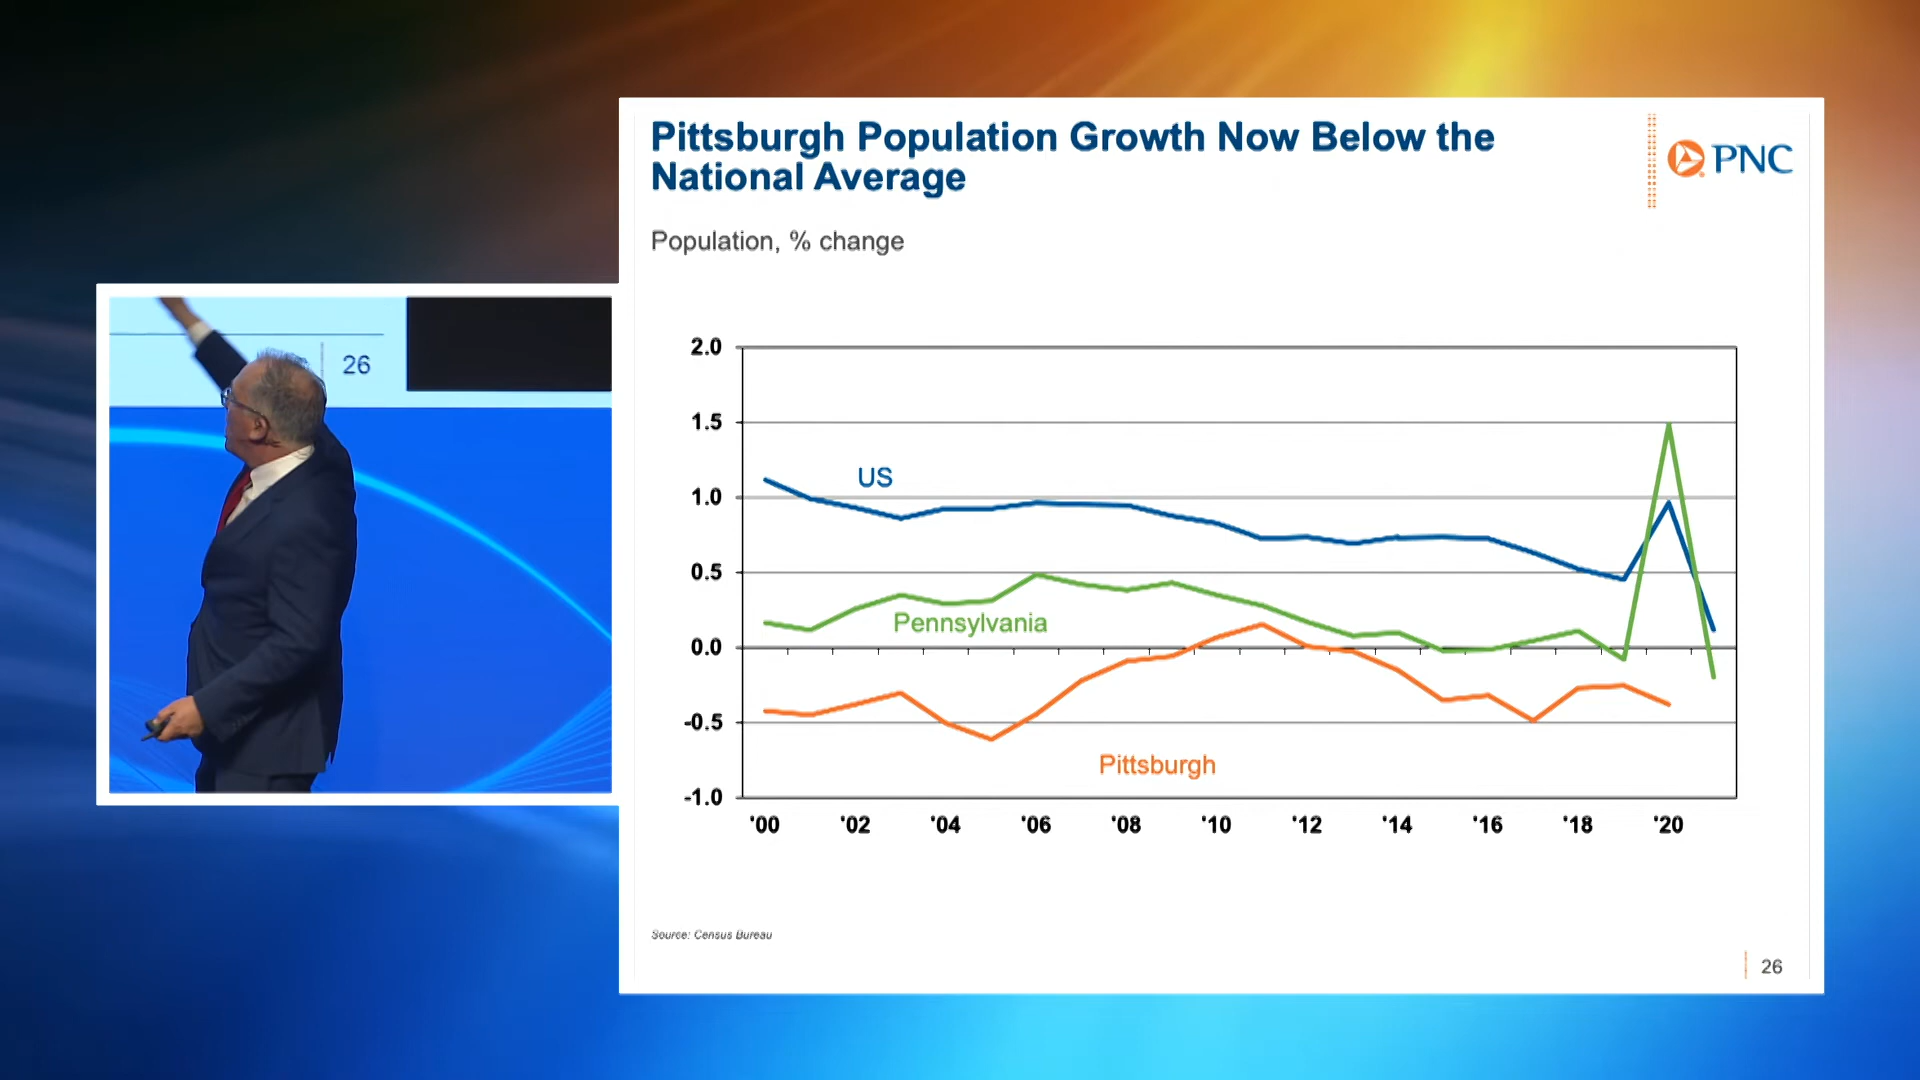 Pittsburgh Population Growth Now Below the
National Average
PNC
Population, % change
26
2.0
1.5
1.0
0.5
0.0
-0.5
-1.0
US
Pennsylvania
Pittsburgh
'00 '02 '04 '06 '08 '10 '12 '14 '16 '18 '20
Source: Census Bureau
26